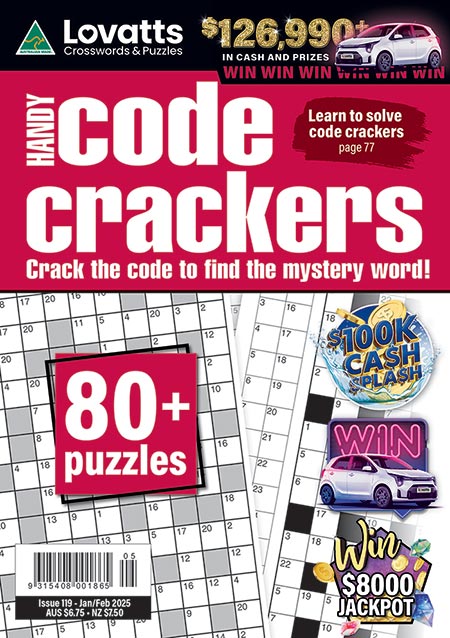 Lovatts
Crosswords & Puzzles
AUSTRALIAN MADE
$126,990†
IN CASH AND PRIZES
WIN WIN WIN WIN WIN WIN
HANDY
code
crackers
Learn to solve
code crackers
page 77
Crack the code to find the mystery word!
80+
puzzles
$100K
CASH
SPLASH
WIN
Win
$8000
JACKPOT
05
9 315408 001865
Issue 119 - Jan/Feb 2025
AUS $6.75 • NZ $7.50